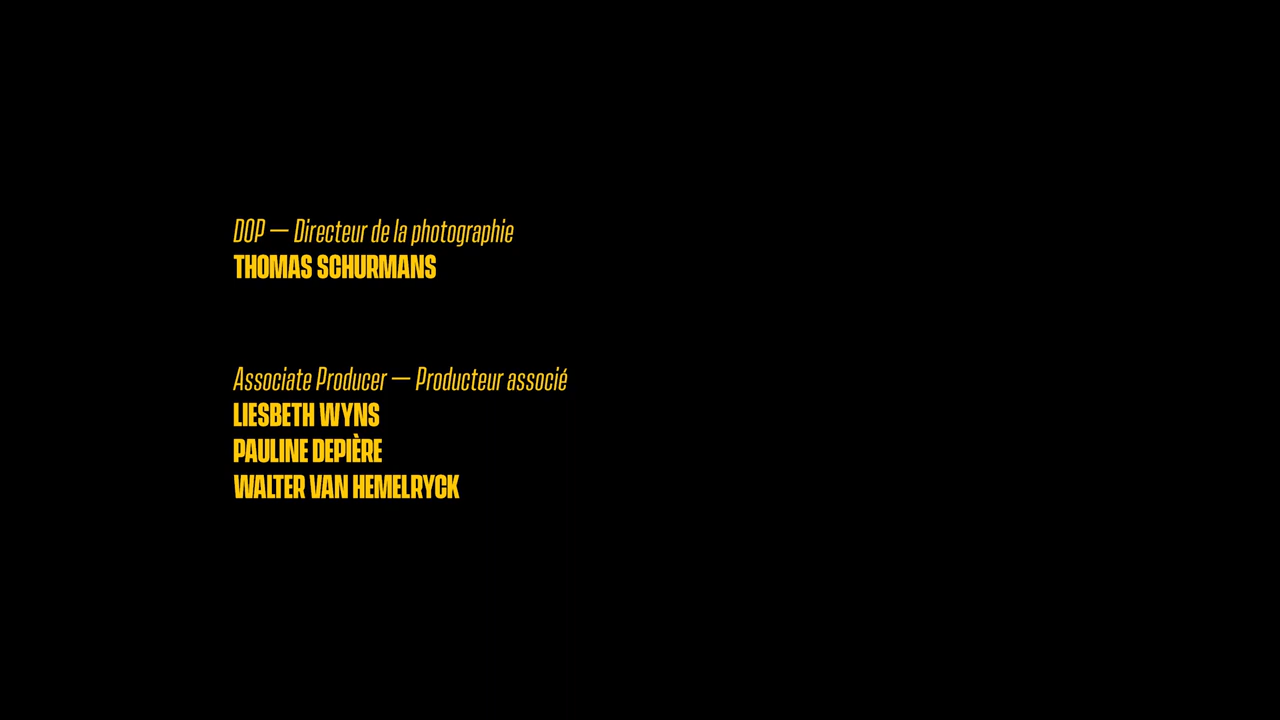 DOP — Directeur de la photographie
THOMAS SCHURMANS
Associate Producer — Producteur associé
LIESBETH WYNS
PAULINE DEPIÈRE
WALTER VAN HEMELRYCK